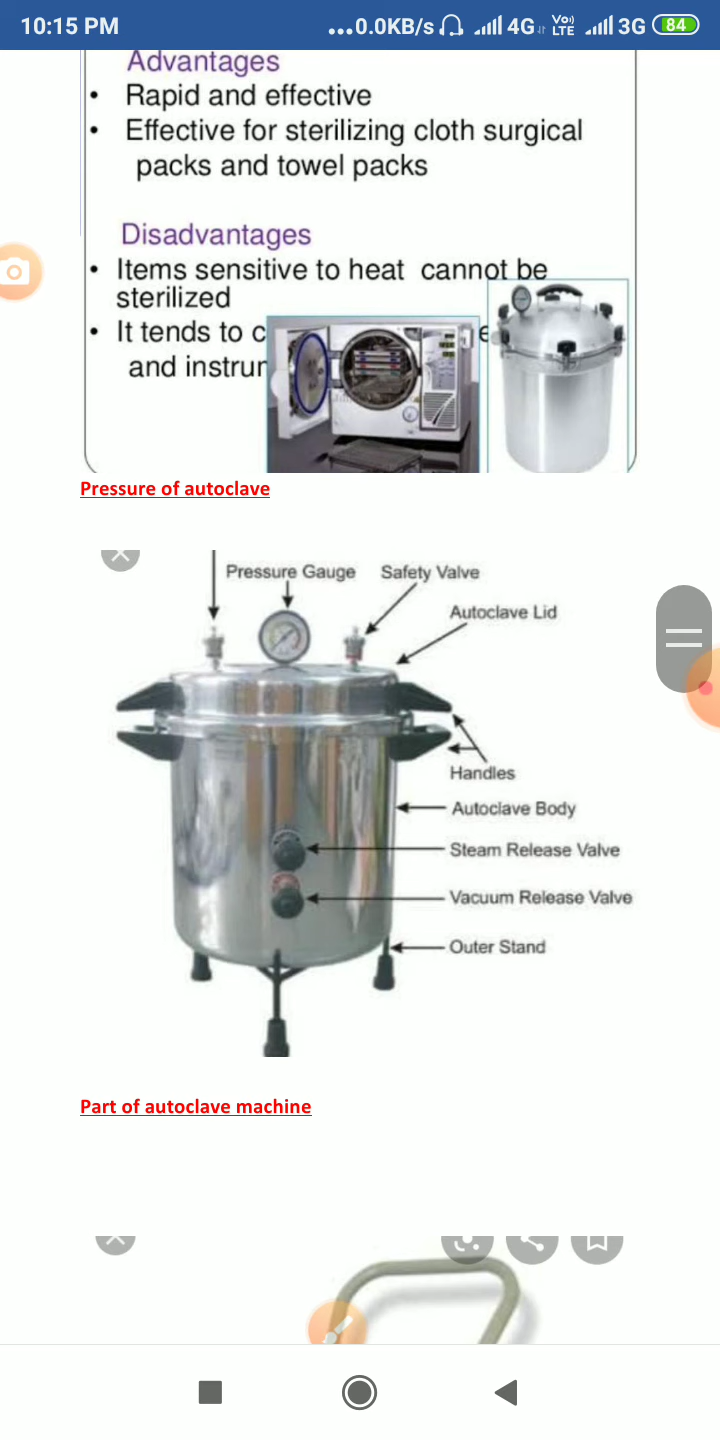 10:15 PM
...0.0KB/s 4G Vo) LTE 3G 84
Advantages
• Rapid and effective
• Effective for sterilizing cloth surgical
packs and towel packs
Disadvantages
• Items sensitive to heat cannot be
sterilized
• It tends to
and
Pressure of autoclave
Pressure Gauge Safety Valve
Autoclave Lid
Handles
Autoclave Body
Steam Release Valve
Vacuum Release Valve
Outer Stand
Part of autoclave machine